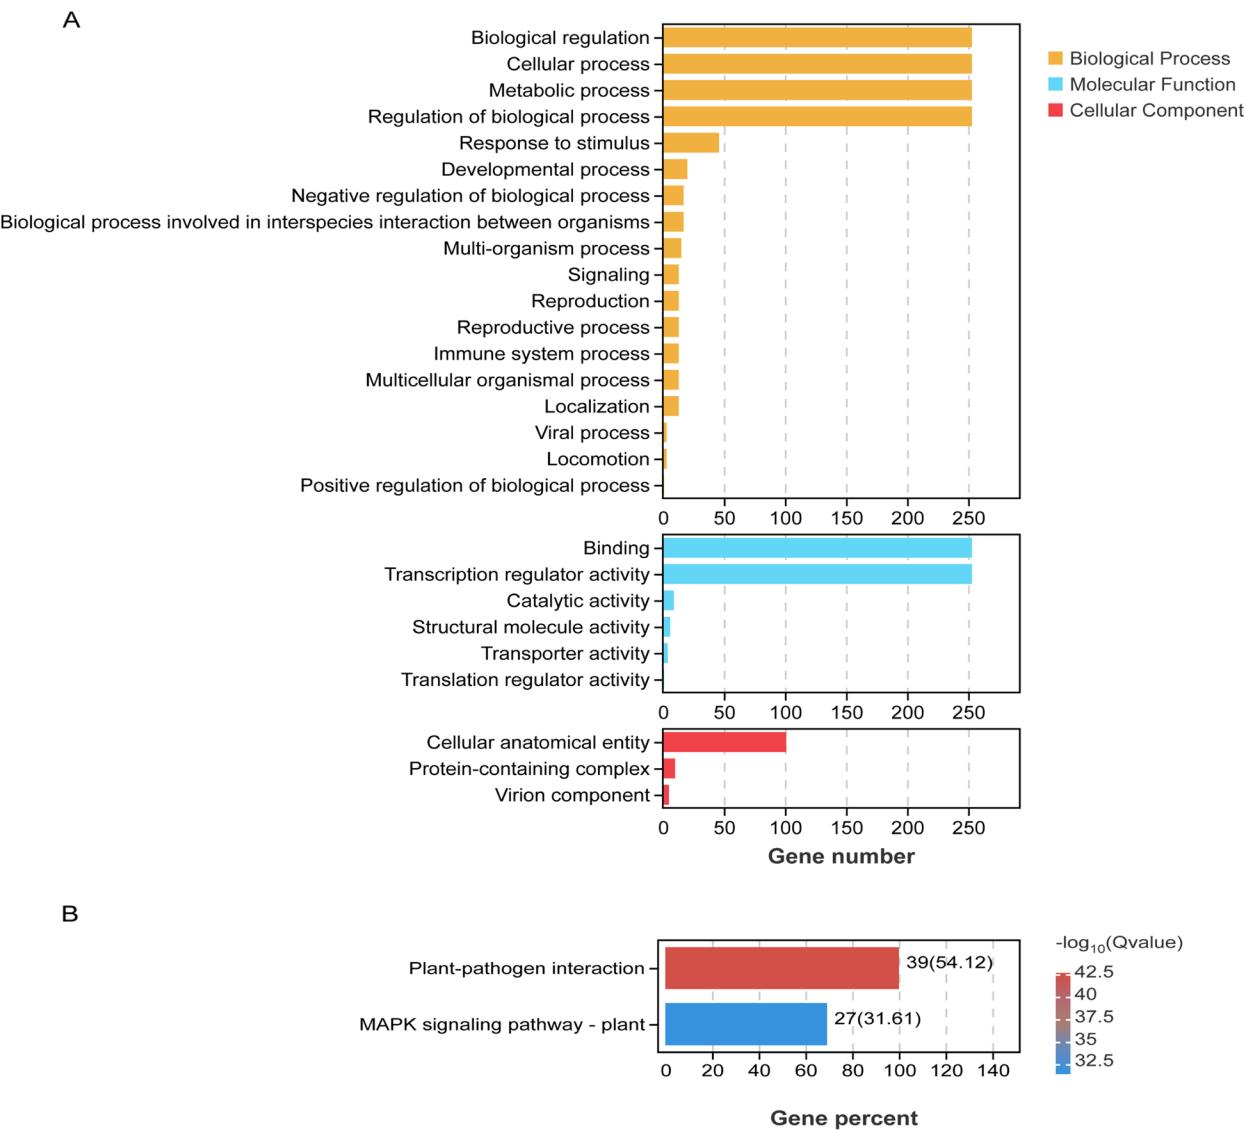 A
Biological regulation
Cellular process
Metabolic process
Regulation of biological process
Response to stimulus
Developmental process
Negative regulation of biological process
Biological process involved in interspecies interaction between organisms
Multi-organism process
Signaling
Reproduction
Reproductive process
Immune system process
Multicellular organismal process
Localization
Viral process
Locomotion
Positive regulation of biological process
0 50 100 150 200 250
Biological Process
Molecular Function
Cellular Component
Binding
Transcription regulator activity
Catalytic activity
Structural molecule activity
Transporter activity
Translation regulator activity
0 50 100 150 200 250
Cellular anatomical entity
Protein-containing complex
Virion component
0 50 100 150 200 250
Gene number
B
Plant-pathogen interaction
39(54.12)
MAPK signaling pathway - plant
27(31.61)
0 20 40 60 80 100 120 140
Gene percent
-log10(Qvalue)
42.5
40
37.5
35
32.5